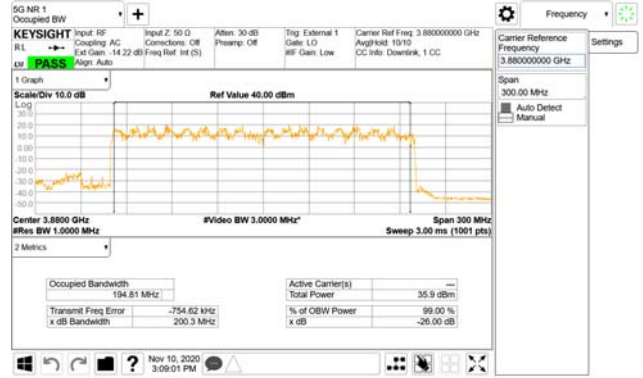 5G NR 1
Occupied BW
Frequency
KEYSIGHT
RL
PASS
Input: RF
Coupling: AC
Ext Gain: -14.22 dB
Align: Auto
Input Z: 50 Ω
Corrections: Off
Freq Ref: Int (S)
Atten: 30 dB
Preamp: Off
Trig: External 1
Gate: LO
#IF Gain: Low
Carrier Ref Freq: 3.880000000 GHz
Avg|Hold: 10/10
CC Info: Downlink, 1 CC
Carrier Reference
Frequency
3.880000000 GHz
Settings
Span
300.00 MHz
Auto Detect
Manual
1 Graph
Scale/Div 10.0 dB
Ref Value 40.00 dBm
Log
30.0
20.0
10.0
0.00
-10.0
-20.0
-30.0
-40.0
-50.0
Center 3.8800 GHz
#Video BW 3.0000 MHz*
Span 300 MHz
#Res BW 1.0000 MHz
Sweep 3.00 ms (1001 pts)
2 Metrics
Occupied Bandwidth
194.81 MHz
Active Carrier(s)
---
Total Power
35.9 dBm
Transmit Freq Error
-754.62 kHz
% of OBW Power
99.00 %
x dB Bandwidth
200.3 MHz
x dB
-26.00 dB
Nov 10, 2020
3:09:01 PM